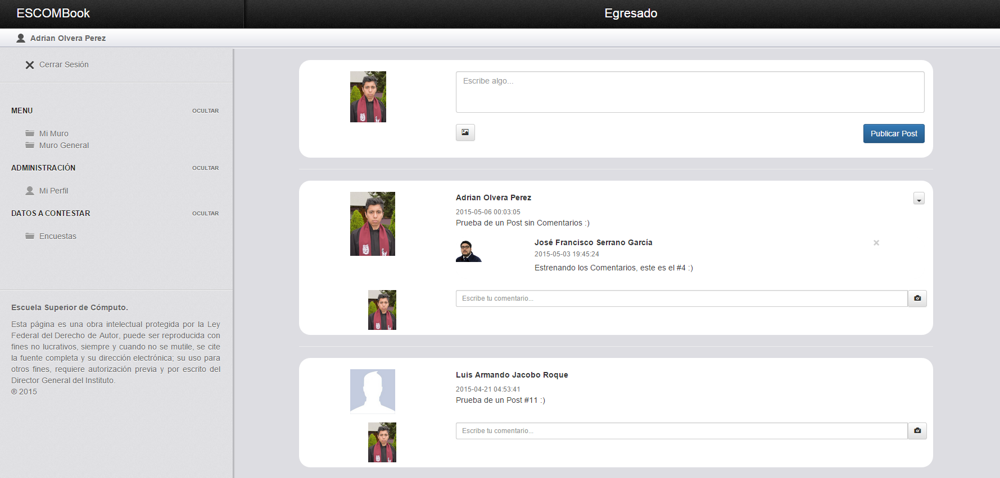 ESCOMBook
Egresado
Adrian Olvera Perez
Cerrar Sesión
MENU
OCULTAR
Mi Muro
Muro General
ADMINISTRACIÓN
OCULTAR
Mi Perfil
DATOS A CONTESTAR
OCULTAR
Encuestas
Escuela Superior de Cómputo.
Esta página es una obra intelectual protegida por la Ley
Federal del Derecho de Autor, puede ser reproducida con
fines no lucrativos, siempre y cuando no se mutile, se cite
la fuente completa y su dirección electrónica; su uso para
otros fines, requiere autorización previa y por escrito del
Director General del Instituto.
® 2015
Escribe algo...
Publicar Post
Adrian Olvera Perez
2015-05-06 00:03:05
Prueba de un Post sin Comentarios :)
José Francisco Serrano García
2015-05-03 19:45:24
Estrenando los Comentarios, este es el #4 :)
Escribe tu comentario...
Luis Armando Jacobo Roque
2015-04-21 04:53:41
Prueba de un Post #11 :)
Escribe tu comentario...